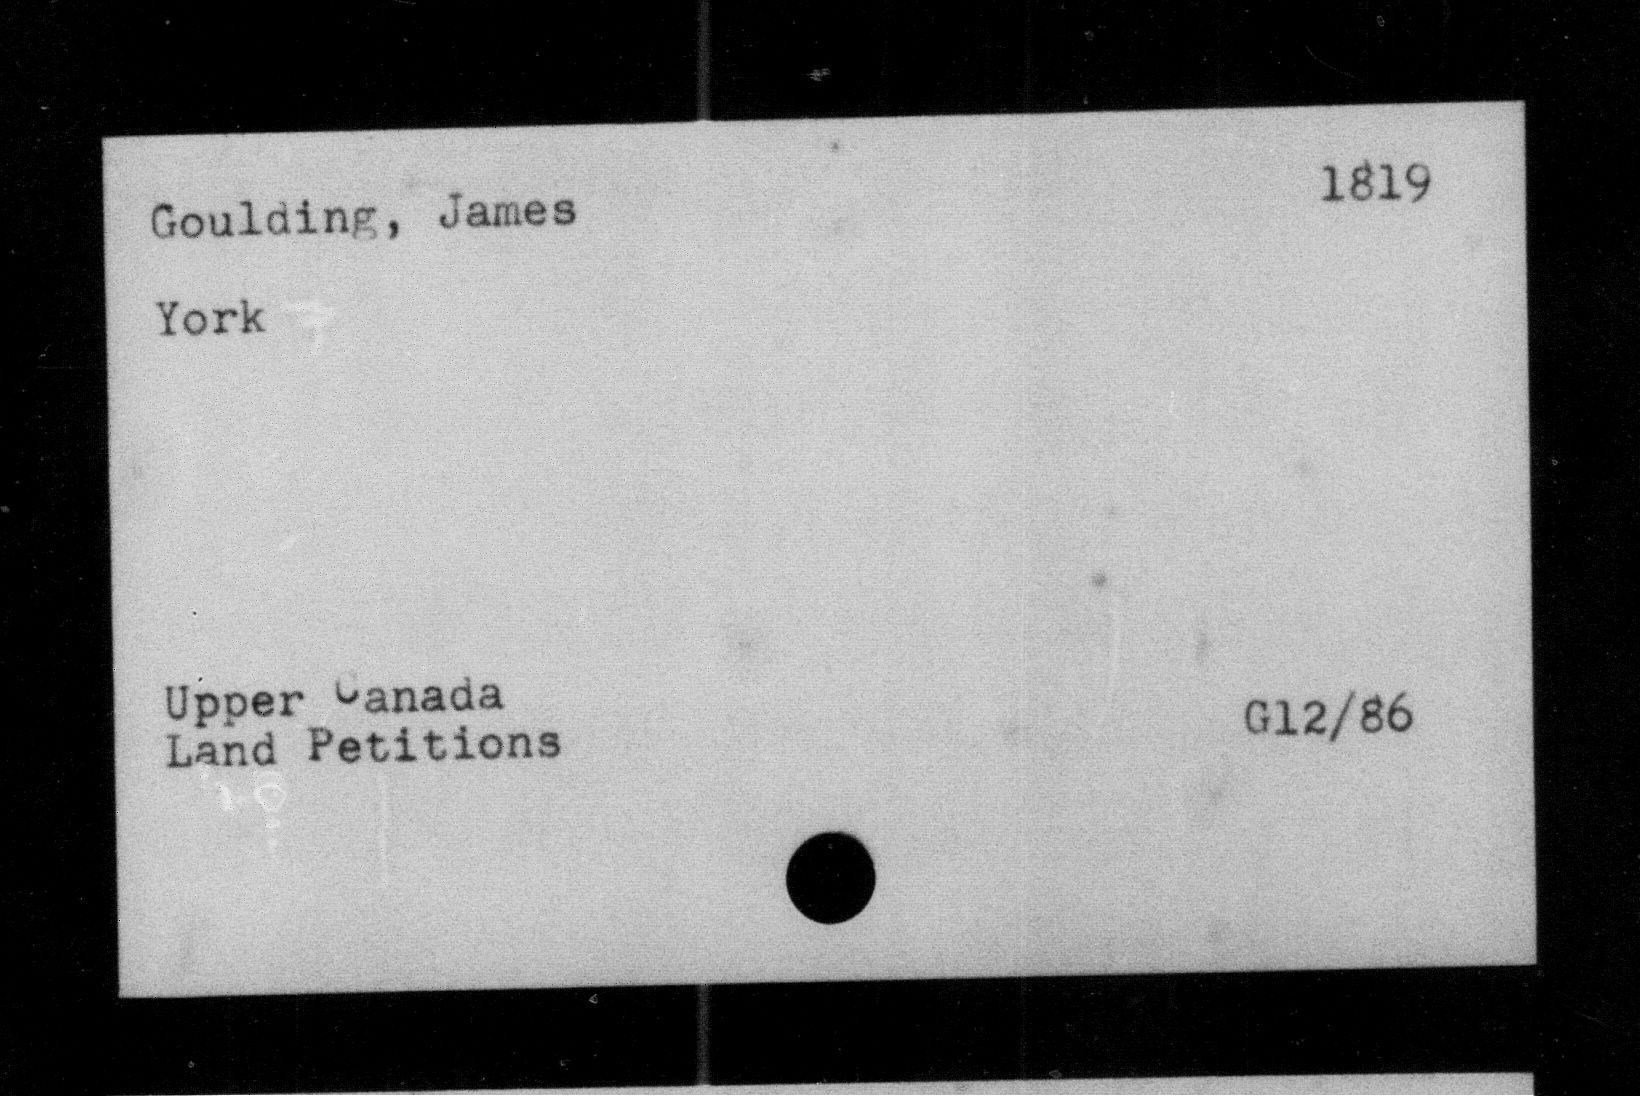 Goulding, James 1819
York
Upper Canada
Land Petitions G12/86